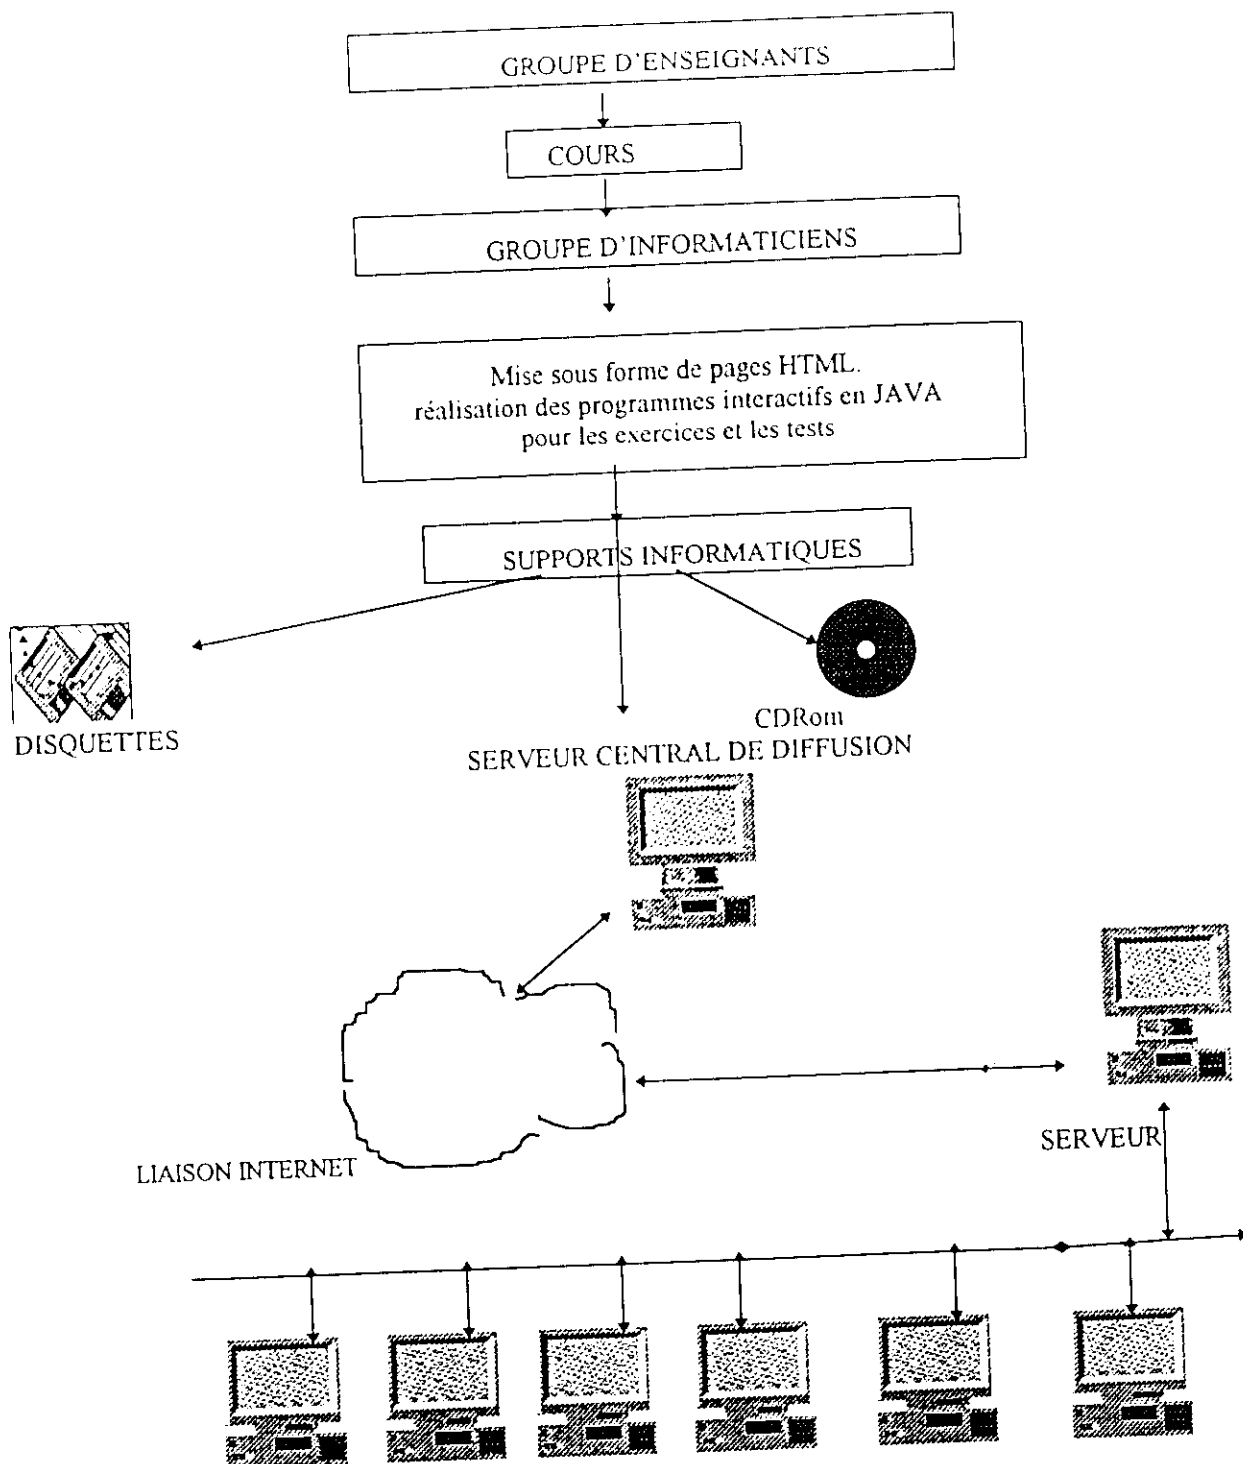 GROUPE D'ENSEIGNANTS
COURS
GROUPE D'INFORMATICIENS
Mise sous forme de pages HTML.
réalisation des programmes interactifs en JAVA
pour les exercices et les tests
SUPPORTS INFORMATIQUES
DISQUETTES
CDRom
SERVEUR CENTRAL DE DIFFUSION
SERVEUR
LIAISON INTERNET